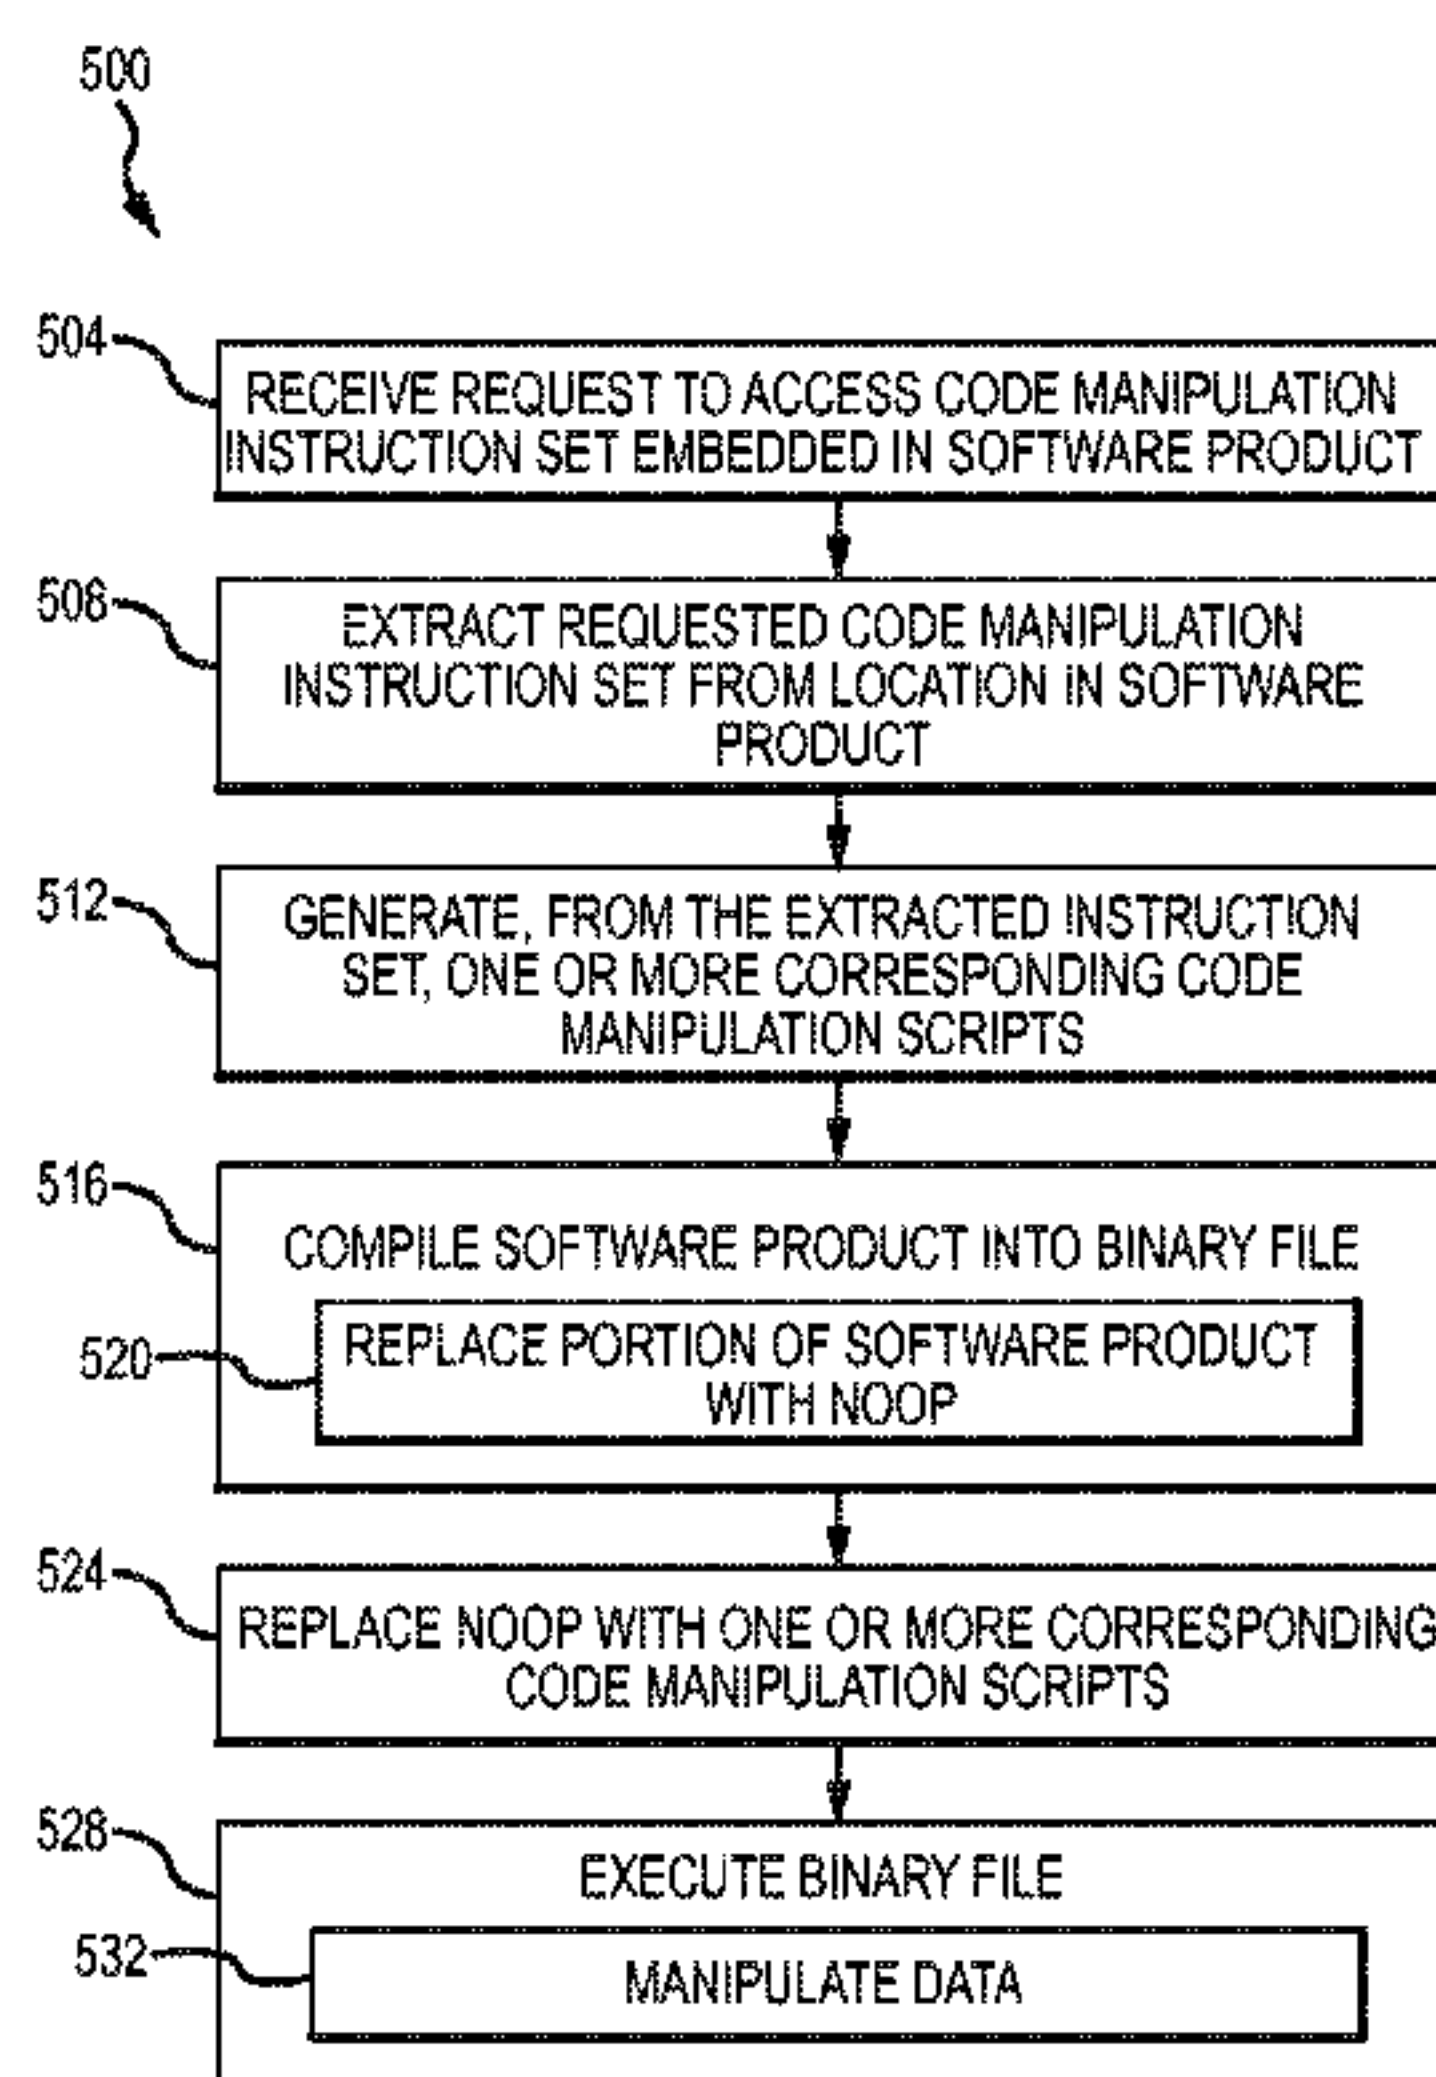 500
504
RECEIVE REQUEST TO ACCESS CODE MANIPULATION
INSTRUCTION SET EMBEDDED IN SOFTWARE PRODUCT
508
EXTRACT REQUESTED CODE MANIPULATION
INSTRUCTION SET FROM LOCATION IN SOFTWARE
PRODUCT
512
GENERATE, FROM THE EXTRACTED INSTRUCTION
SET, ONE OR MORE CORRESPONDING CODE
MANIPULATION SCRIPTS
516
COMPILE SOFTWARE PRODUCT INTO BINARY FILE
520
REPLACE PORTION OF SOFTWARE PRODUCT
WITH NOOP
524
REPLACE NOOP WITH ONE OR MORE CORRESPONDING
CODE MANIPULATION SCRIPTS
528
EXECUTE BINARY FILE
532
MANIPULATE DATA